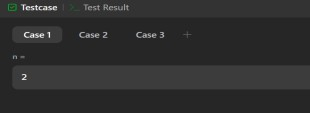 Testcase | >_ Test Result
Case 1 Case 2 Case 3 +
n =
2